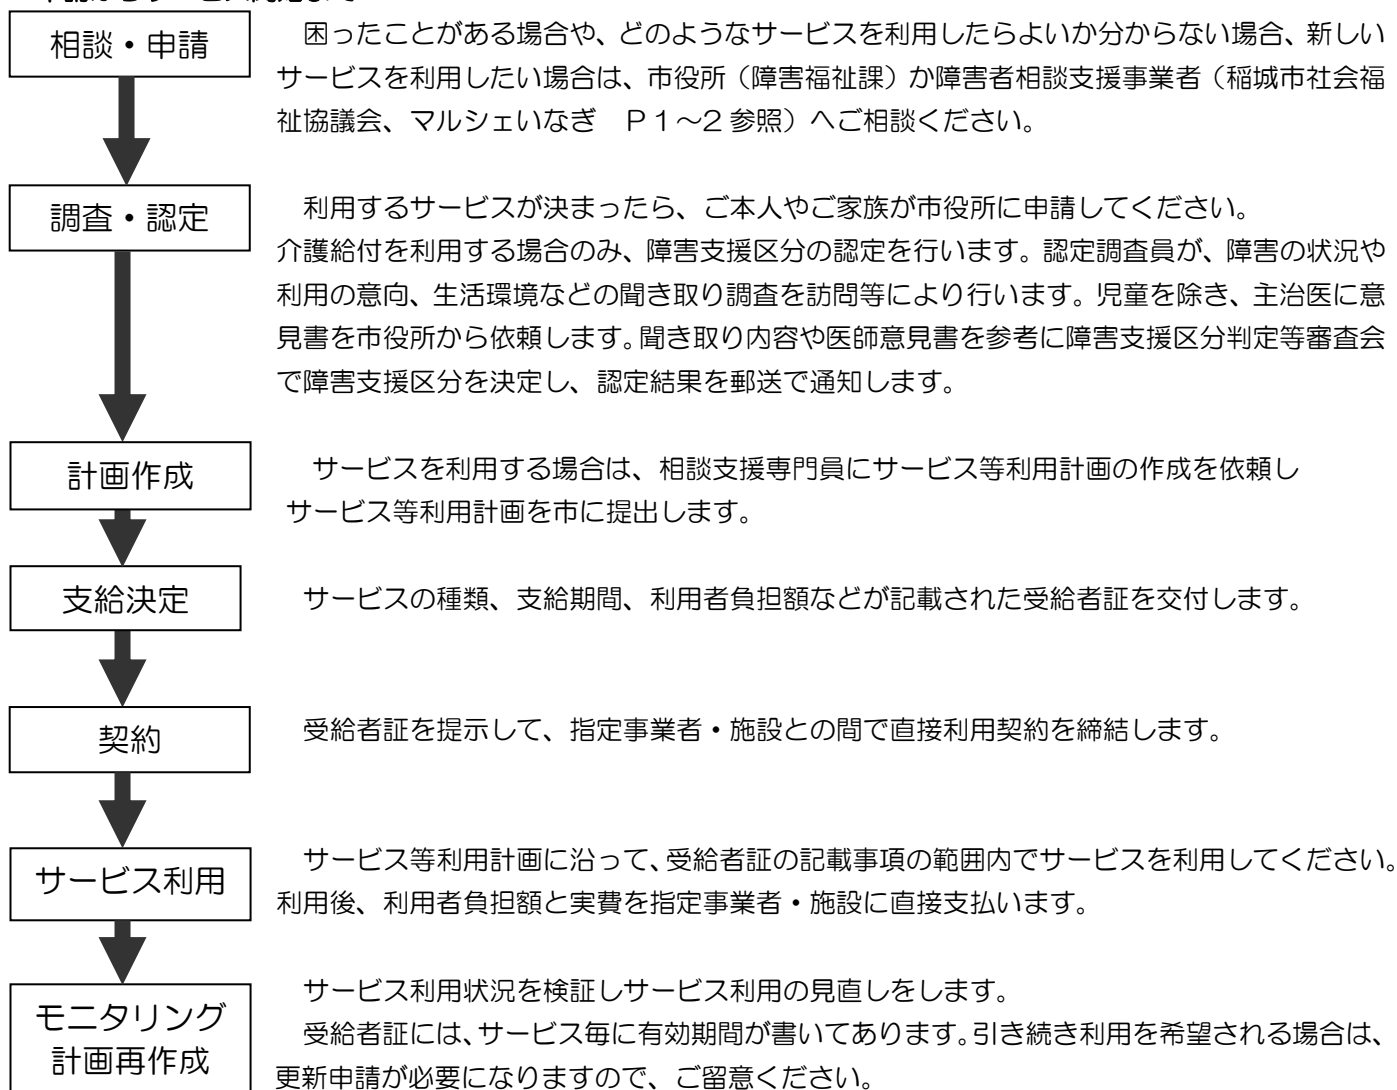 相談・申請
困ったことがある場合や、どのようなサービスを利用したらよいか分からない場合、新しい
サービスを利用したい場合は、市役所（障害福祉課）か障害者相談支援事業者（稲城市社会福
祉協議会、マルシェいなぎ　Ｐ１～２参照）へご相談ください。
調査・認定
利用するサービスが決まったら、ご本人やご家族が市役所に申請してください。
介護給付を利用する場合のみ、障害支援区分の認定を行います。認定調査員が、障害の状況や
利用の意向、生活環境などの聞き取り調査を訪問等により行います。児童を除き、主治医に意
見書を市役所から依頼します。聞き取り内容や医師意見書を参考に障害支援区分判定等審査会
で障害支援区分を決定し、認定結果を郵送で通知します。
計画作成
サービスを利用する場合は、相談支援専門員にサービス等利用計画の作成を依頼し
サービス等利用計画を市に提出します。
支給決定
サービスの種類、支給期間、利用者負担額などが記載された受給者証を交付します。
契約
受給者証を提示して、指定事業者・施設との間で直接利用契約を締結します。
サービス利用
サービス等利用計画に沿って、受給者証の記載事項の範囲内でサービスを利用してください。
利用後、利用者負担額と実費を指定事業者・施設に直接支払います。
モニタリング
計画再作成
サービス利用状況を検証しサービス利用の見直しをします。
受給者証には、サービス毎に有効期間が書いてあります。引き続き利用を希望される場合は、
更新申請が必要になりますので、ご留意ください。